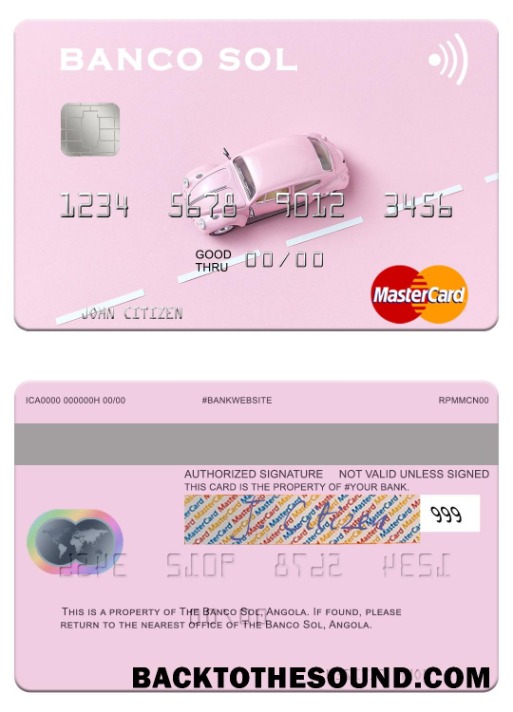 BANCO SOL
1234 5678 9012 3456
GOOD
THRU 00/00
JOHN CITIZEN
MasterCard
ICA0000 000000H 00/00 #BANKWEBSITE RPMMCN00
AUTHORIZED SIGNATURE NOT VALID UNLESS SIGNED
THIS CARD IS THE PROPERTY OF #YOUR BANK.
999
This is a property of The Banco Sol, Angola. If found, please
return to the nearest office of The Banco Sol, Angola.
BACKTOTHESOUND.COM